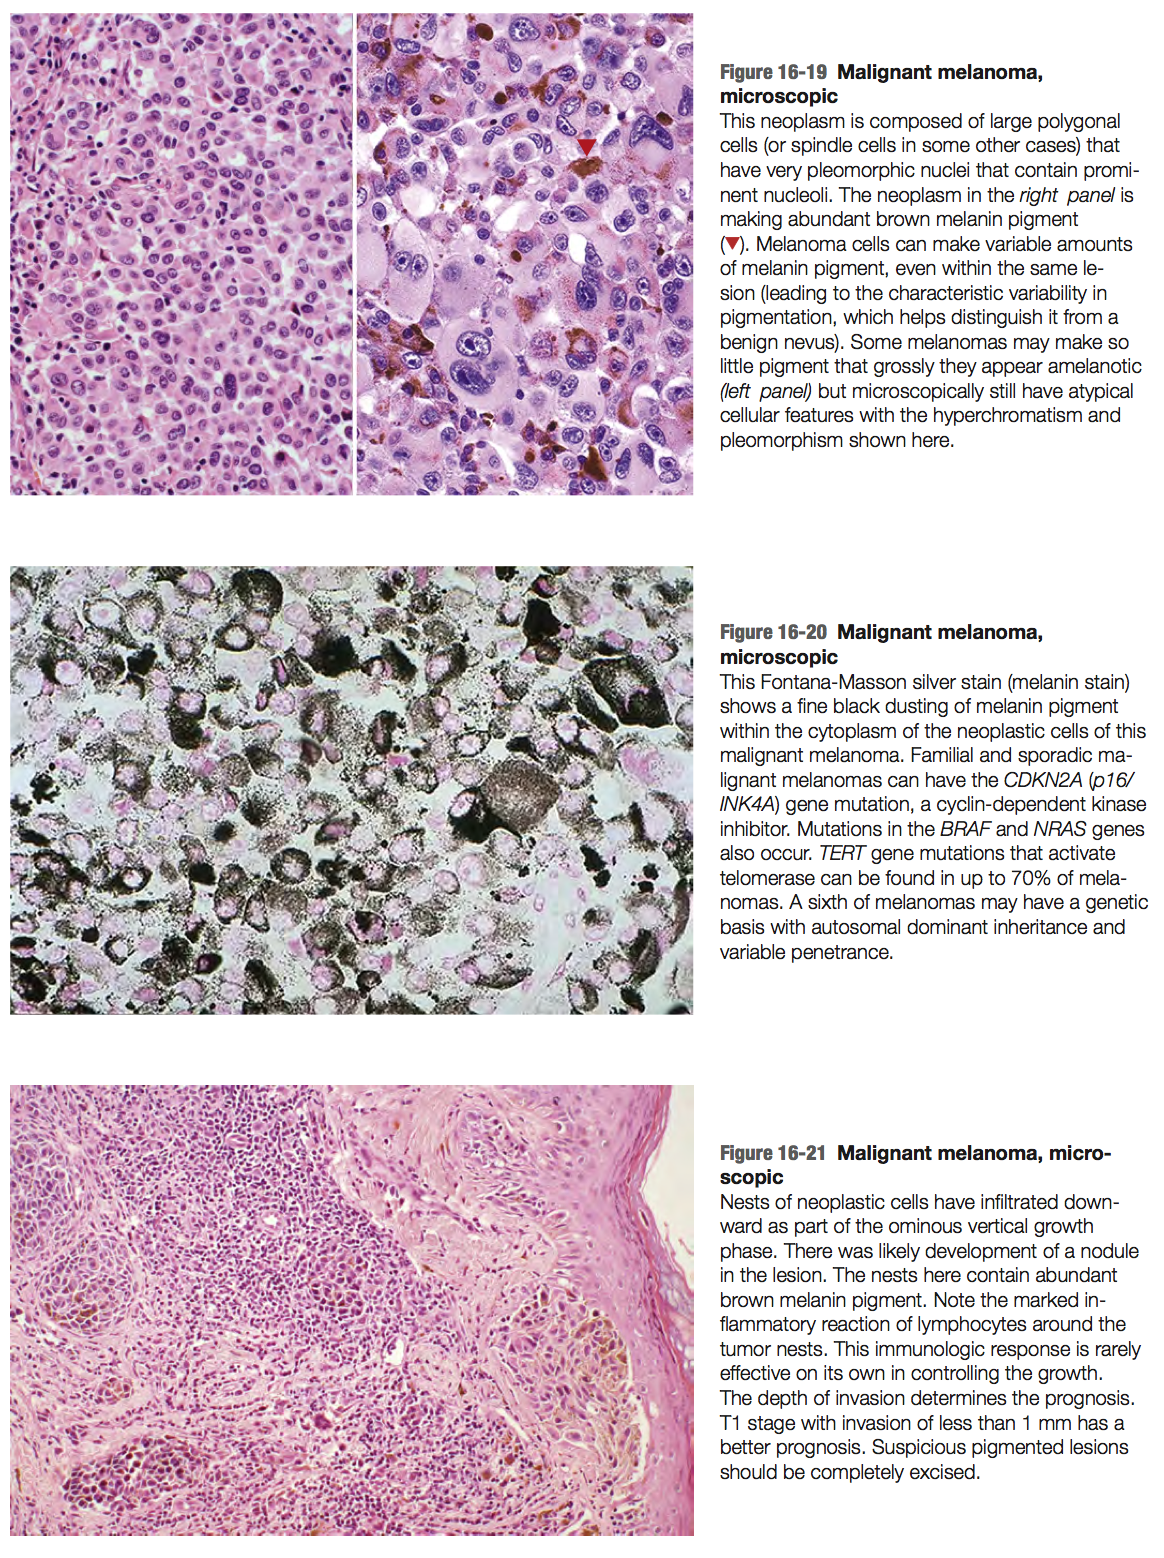 Figure 16-19 Malignant melanoma,
microscopic
This neoplasm is composed of large polygonal
cells (or spindle cells in some other cases) that
have very pleomorphic nuclei that contain promi-
nent nucleoli. The neoplasm in the right panel is
making abundant brown melanin pigment
(▼). Melanoma cells can make variable amounts
of melanin pigment, even within the same le-
sion (leading to the characteristic variability in
pigmentation, which helps distinguish it from a
benign nevus). Some melanomas may make so
little pigment that grossly they appear amelanotic
(left panel) but microscopically still have atypical
cellular features with the hyperchromatism and
pleomorphism shown here.
Figure 16-20 Malignant melanoma,
microscopic
This Fontana-Masson silver stain (melanin stain)
shows a fine black dusting of melanin pigment
within the cytoplasm of the neoplastic cells of this
malignant melanoma. Familial and sporadic ma-
lignant melanomas can have the CDKN2A (p16/
INK4A) gene mutation, a cyclin-dependent kinase
inhibitor. Mutations in the BRAF and NRAS genes
also occur. TERT gene mutations that activate
telomerase can be found in up to 70% of mela-
nomas. A sixth of melanomas may have a genetic
basis with autosomal dominant inheritance and
variable penetrance.
Figure 16-21 Malignant melanoma, micro-
scopic
Nests of neoplastic cells have infiltrated down-
ward as part of the ominous vertical growth
phase. There was likely development of a nodule
in the lesion. The nests here contain abundant
brown melanin pigment. Note the marked in-
flammatory reaction of lymphocytes around the
tumor nests. This immunologic response is rarely
effective on its own in controlling the growth.
The depth of invasion determines the prognosis.
T1 stage with invasion of less than 1 mm has a
better prognosis. Suspicious pigmented lesions
should be completely excised.